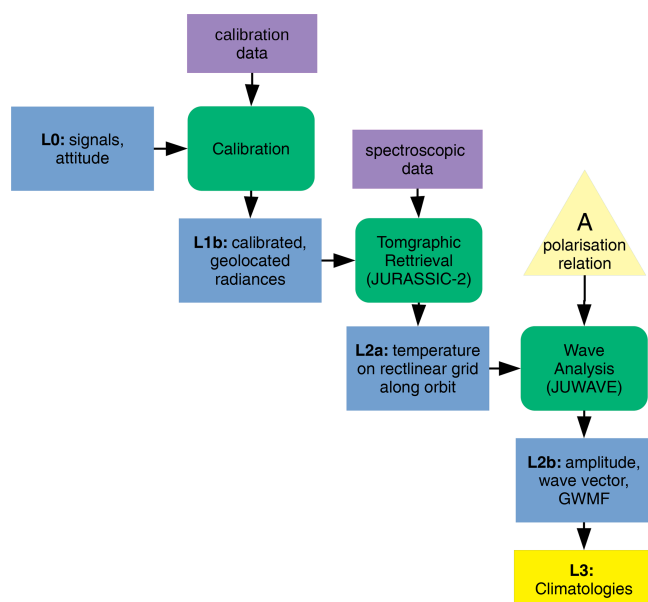 calibration
data
L0: signals,
attitude
Calibration
spectroscopic
data
L1b: calibrated,
geolocated
radiances
Tomgraphic
Rettrieval
(JURASSIC-2)
A
polarisation
relation
L2a: temperature
on rectlinear grid
along orbit
Wave
Analysis
(JUWAVE)
L2b: amplitude,
wave vector,
GWMF
L3:
Climatologies